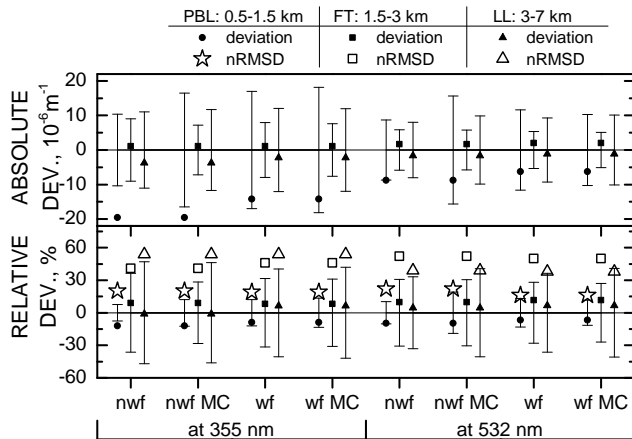 PBL: 0.5-1.5 km FT: 1.5-3 km LL: 3-7 km
deviation deviation deviation
nRMSD nRMSD nRMSD
ABSOLUTE
DEV., 10⁻⁶m⁻¹
20
10
0
-10
-20
RELATIVE
DEV., %
60
30
0
-30
-60
nwf nwf MC wf wf MC nwf nwf MC wf wf MC
at 355 nm at 532 nm